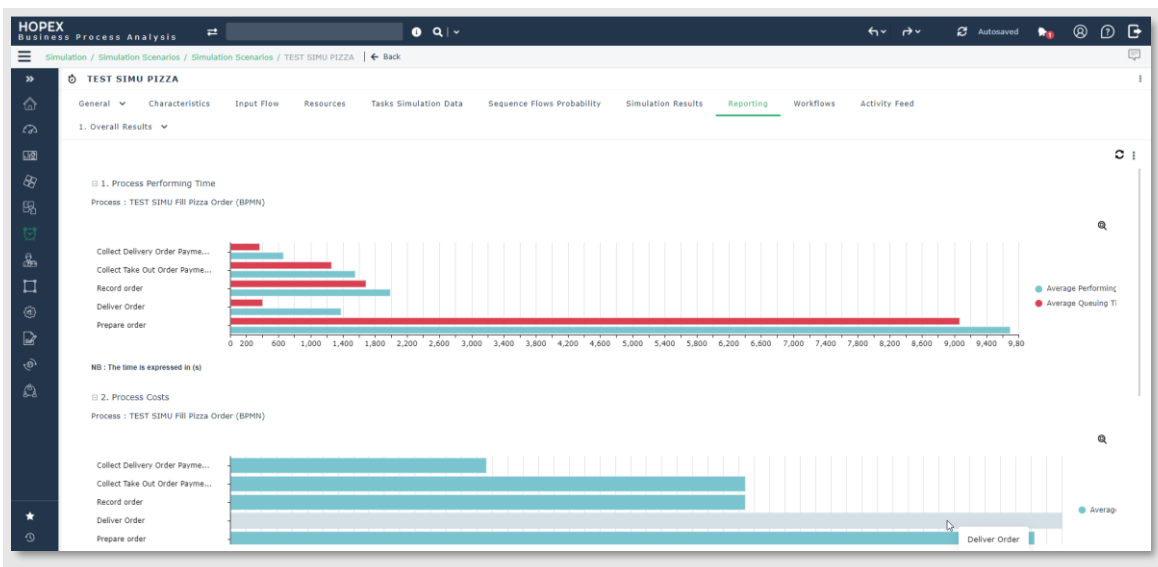 HOPEX
Business Process Analysis
Autosaved
1
Simulation / Simulation Scenarios / Simulation Scenarios / TEST SIMU PIZZA | ← Back
TEST SIMU PIZZA
General Characteristics Input Flow Resources Tasks Simulation Data Sequence Flows Probability Simulation Results Reporting Workflows Activity Feed
1. Overall Results
1. Process Performing Time
Process : TEST SIMU Fill Pizza Order (BPMN)
Collect Delivery Order Payme...
Collect Take Out Order Payme...
Record order
Deliver Order
Prepare order
Average Performing
Average Queuing Ti
0 200 600 1,000 1,400 1,800 2,200 2,600 3,000 3,400 3,800 4,200 4,600 5,000 5,400 5,800 6,200 6,600 7,000 7,400 7,800 8,200 8,600 9,000 9,400 9,80
NB : The time is expressed in (s)
2. Process Costs
Process : TEST SIMU Fill Pizza Order (BPMN)
Collect Delivery Order Payme...
Collect Take Out Order Payme...
Record order
Deliver Order
Prepare order
Averag
Deliver Order